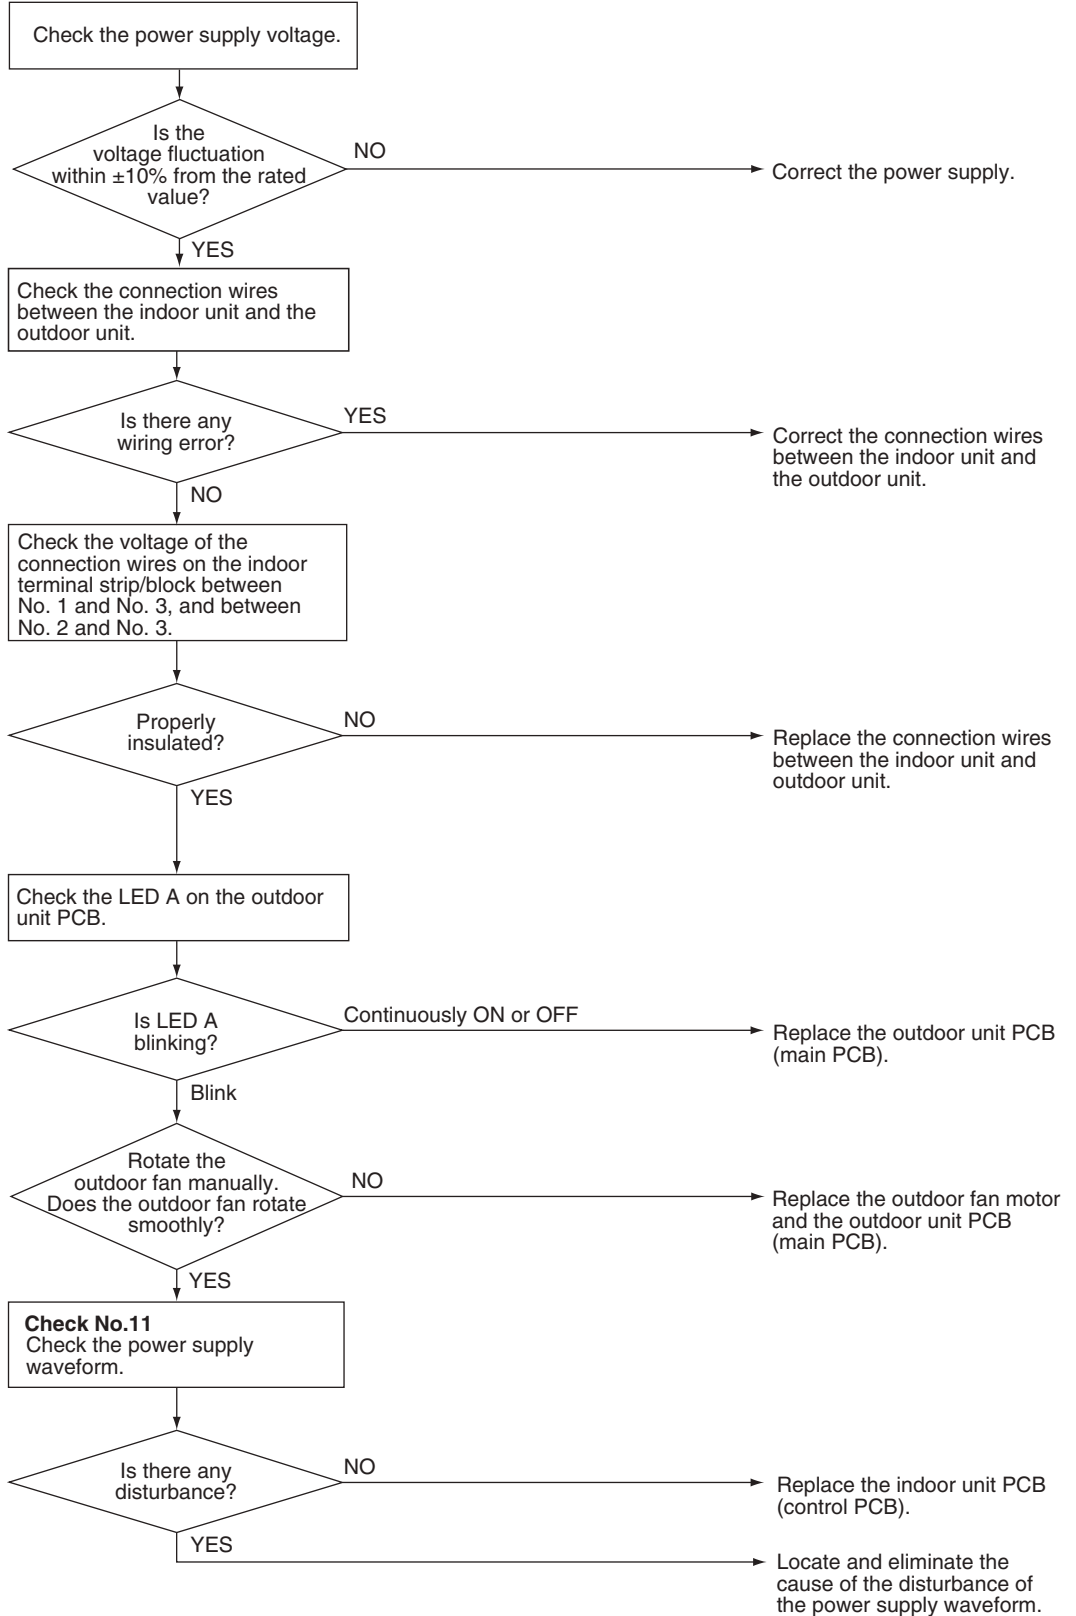 Check the power supply voltage.
Is the
voltage fluctuation
within ±10% from the rated
value?
NO
Correct the power supply.
YES
Check the connection wires
between the indoor unit and the
outdoor unit.
Is there any
wiring error?
YES
Correct the connection wires
between the indoor unit and
the outdoor unit.
NO
Check the voltage of the
connection wires on the indoor
terminal strip/block between
No. 1 and No. 3, and between
No. 2 and No. 3.
Properly
insulated?
NO
Replace the connection wires
between the indoor unit and
outdoor unit.
YES
Check the LED A on the outdoor
unit PCB.
Is LED A
blinking?
Continuously ON or OFF
Replace the outdoor unit PCB
(main PCB).
Blink
Rotate the
outdoor fan manually.
Does the outdoor fan rotate
smoothly?
NO
Replace the outdoor fan motor
and the outdoor unit PCB
(main PCB).
YES
Check No.11
Check the power supply
waveform.
Is there any
disturbance?
NO
Replace the indoor unit PCB
(control PCB).
YES
Locate and eliminate the
cause of the disturbance of
the power supply waveform.